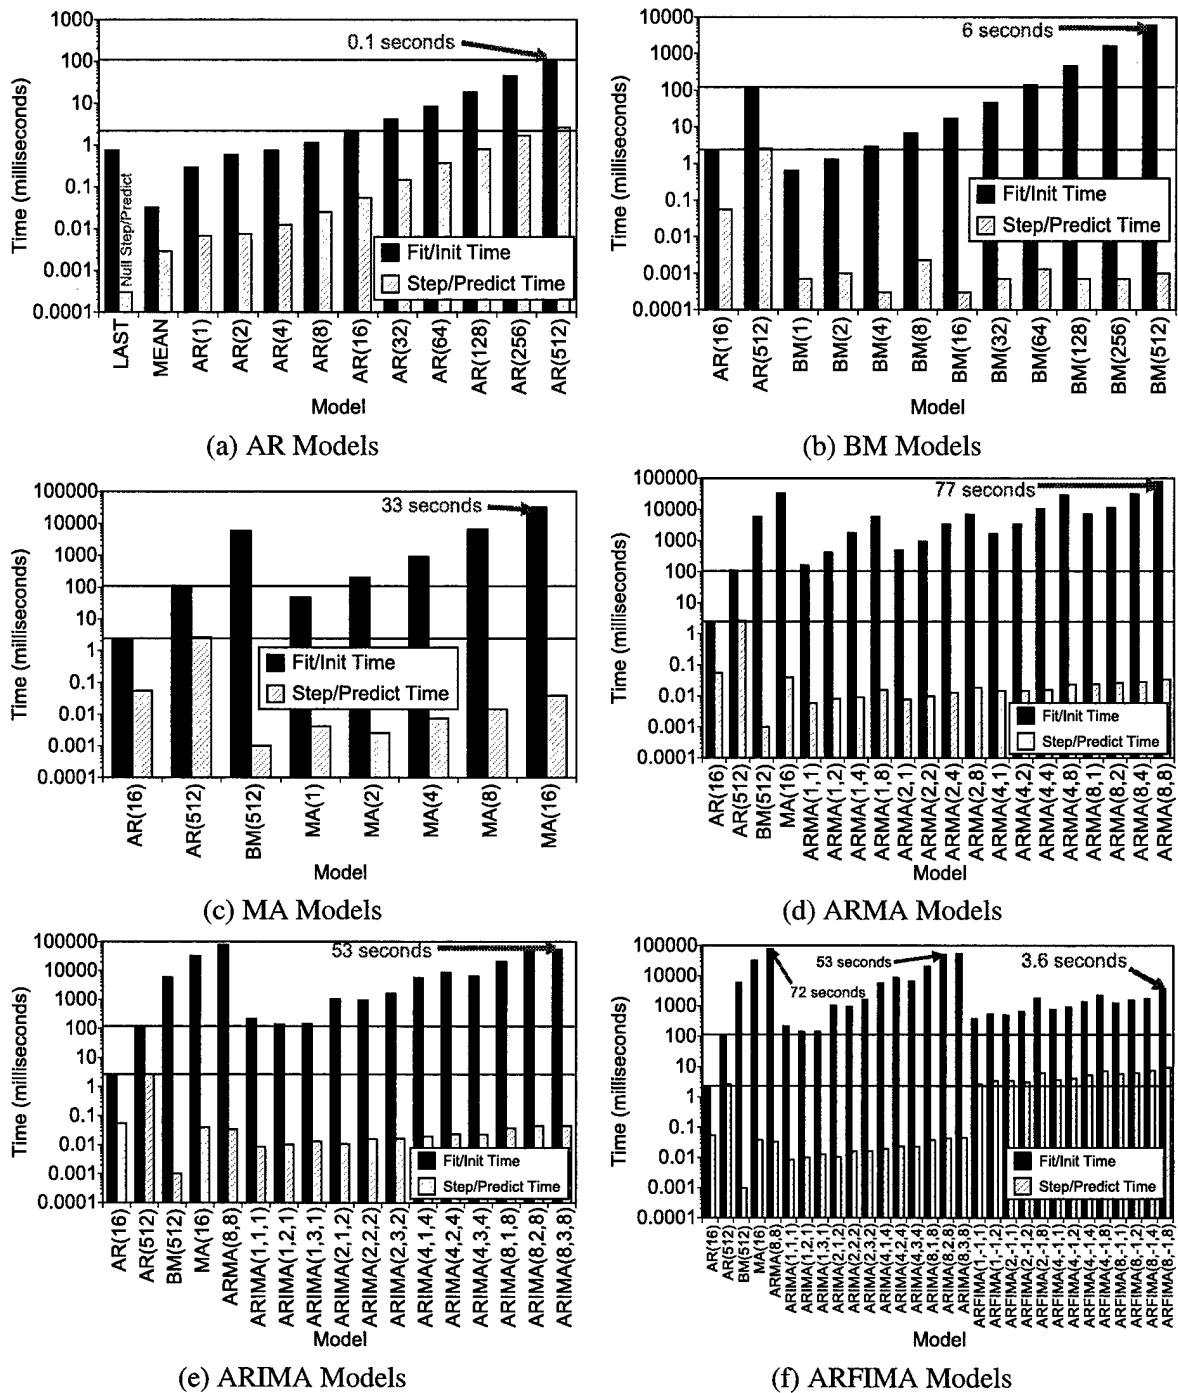 1000
100
10
1
0.1
0.01
0.001
0.0001
Time (milliseconds)
0.1 seconds
Null Step/Predict
Fit/Init Time
Step/Predict Time
LAST
MEAN
AR(1)
AR(2)
AR(4)
AR(8)
AR(16)
AR(32)
AR(64)
AR(128)
AR(256)
AR(512)
Model
(a) AR Models
10000
1000
100
10
1
0.1
0.01
0.001
0.0001
Time (milliseconds)
6 seconds
Fit/Init Time
Step/Predict Time
AR(16)
AR(512)
BM(1)
BM(2)
BM(4)
BM(8)
BM(16)
BM(32)
BM(64)
BM(128)
BM(256)
BM(512)
Model
(b) BM Models
100000
10000
1000
100
10
1
0.1
0.01
0.001
0.0001
Time (milliseconds)
33 seconds
Fit/Init Time
Step/Predict Time
AR(16)
AR(512)
BM(512)
MA(1)
MA(2)
MA(4)
MA(8)
MA(16)
Model
(c) MA Models
100000
10000
1000
100
10
1
0.1
0.01
0.001
0.0001
Time (milliseconds)
77 seconds
Fit/Init Time
Step/Predict Time
AR(16)
AR(512)
BM(512)
MA(16)
ARMA(1,1)
ARMA(1,2)
ARMA(1,4)
ARMA(1,8)
ARMA(2,1)
ARMA(2,2)
ARMA(2,4)
ARMA(2,8)
ARMA(4,1)
ARMA(4,2)
ARMA(4,4)
ARMA(4,8)
ARMA(8,1)
ARMA(8,2)
ARMA(8,4)
ARMA(8,8)
Model
(d) ARMA Models
100000
10000
1000
100
10
1
0.1
0.01
0.001
0.0001
Time (milliseconds)
53 seconds
Fit/Init Time
Step/Predict Time
AR(16)
AR(512)
BM(512)
MA(16)
ARMA(8,8)
ARIMA(1,1,1)
ARIMA(1,2,1)
ARIMA(1,3,1)
ARIMA(2,1,2)
ARIMA(2,2,2)
ARIMA(2,3,2)
ARIMA(4,1,4)
ARIMA(4,2,4)
ARIMA(4,3,4)
ARIMA(8,1,8)
ARIMA(8,2,8)
ARIMA(8,3,8)
Model
(e) ARIMA Models
100000
10000
1000
100
10
1
0.1
0.01
0.001
0.0001
Time (milliseconds)
53 seconds
72 seconds
3.6 seconds
Fit/Init Time
Step/Predict Time
AR(16)
AR(512)
BM(512)
MA(16)
ARMA(8,8)
ARIMA(1,1,1)
ARIMA(1,2,1)
ARIMA(1,3,1)
ARIMA(2,1,2)
ARIMA(2,2,2)
ARIMA(2,3,2)
ARIMA(4,1,4)
ARIMA(4,2,4)
ARIMA(4,3,4)
ARIMA(8,1,8)
ARIMA(8,2,8)
ARIMA(8,3,8)
ARFIMA(1,-1,1)
ARFIMA(1,-1,2)
ARFIMA(2,-1,1)
ARFIMA(2,-1,2)
ARFIMA(2,-1,8)
ARFIMA(4,-1,1)
ARFIMA(4,-1,2)
ARFIMA(4,-1,4)
ARFIMA(4,-1,8)
ARFIMA(8,-1,1)
ARFIMA(8,-1,2)
ARFIMA(8,-1,4)
ARFIMA(8,-1,8)
Model
(f) ARFIMA Models